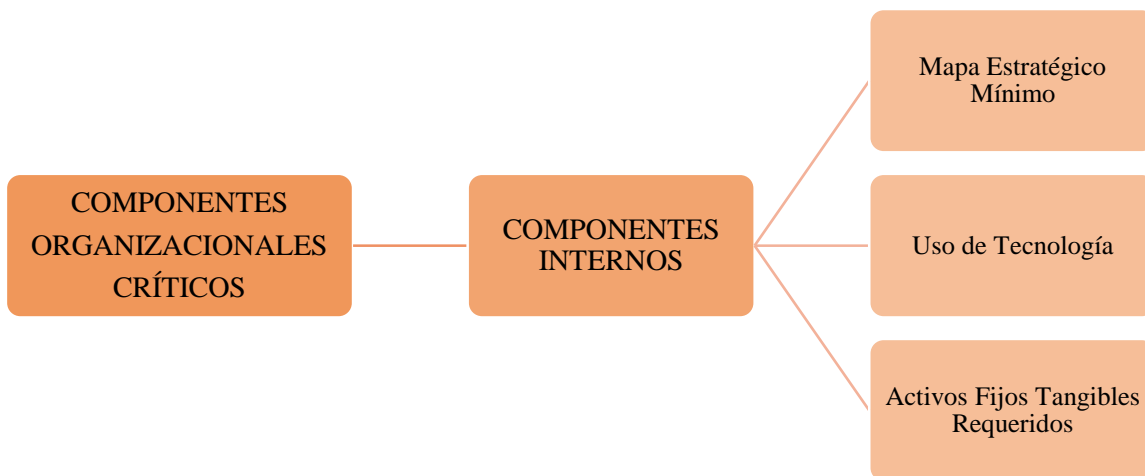 COMPONENTES
ORGANIZACIONALES
CRÍTICOS
COMPONENTES
INTERNOS
Mapa Estratégico
Mínimo
Uso de Tecnología
Activos Fijos Tangibles
Requeridos